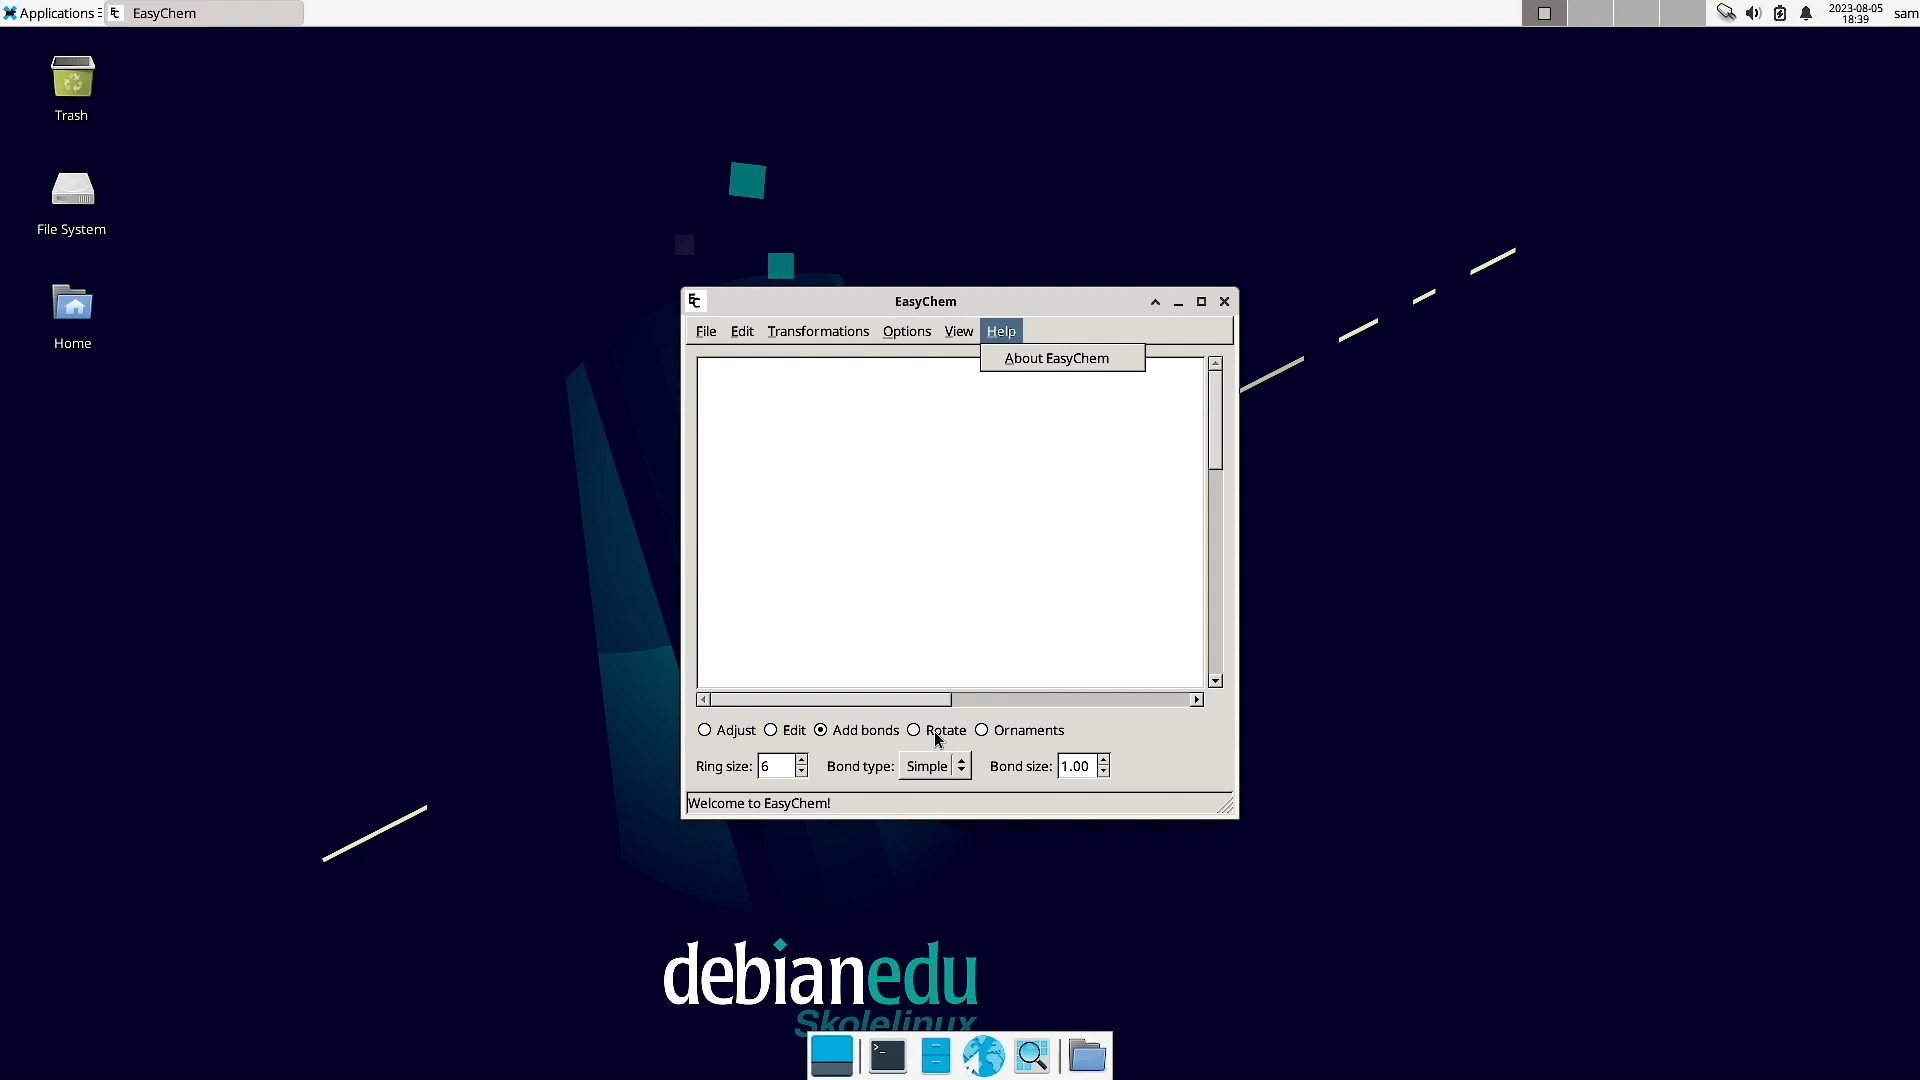 Applications
EasyChem
2023-08-05
18:39
sam
Trash
File System
Home
EC
EasyChem
File Edit Transformations Options View Help
About EasyChem
Adjust Edit Add bonds Rotate Ornaments
Ring size: 6 Bond type: Simple Bond size: 1.00
Welcome to EasyChem!
debianedu
Skolelinux
>_